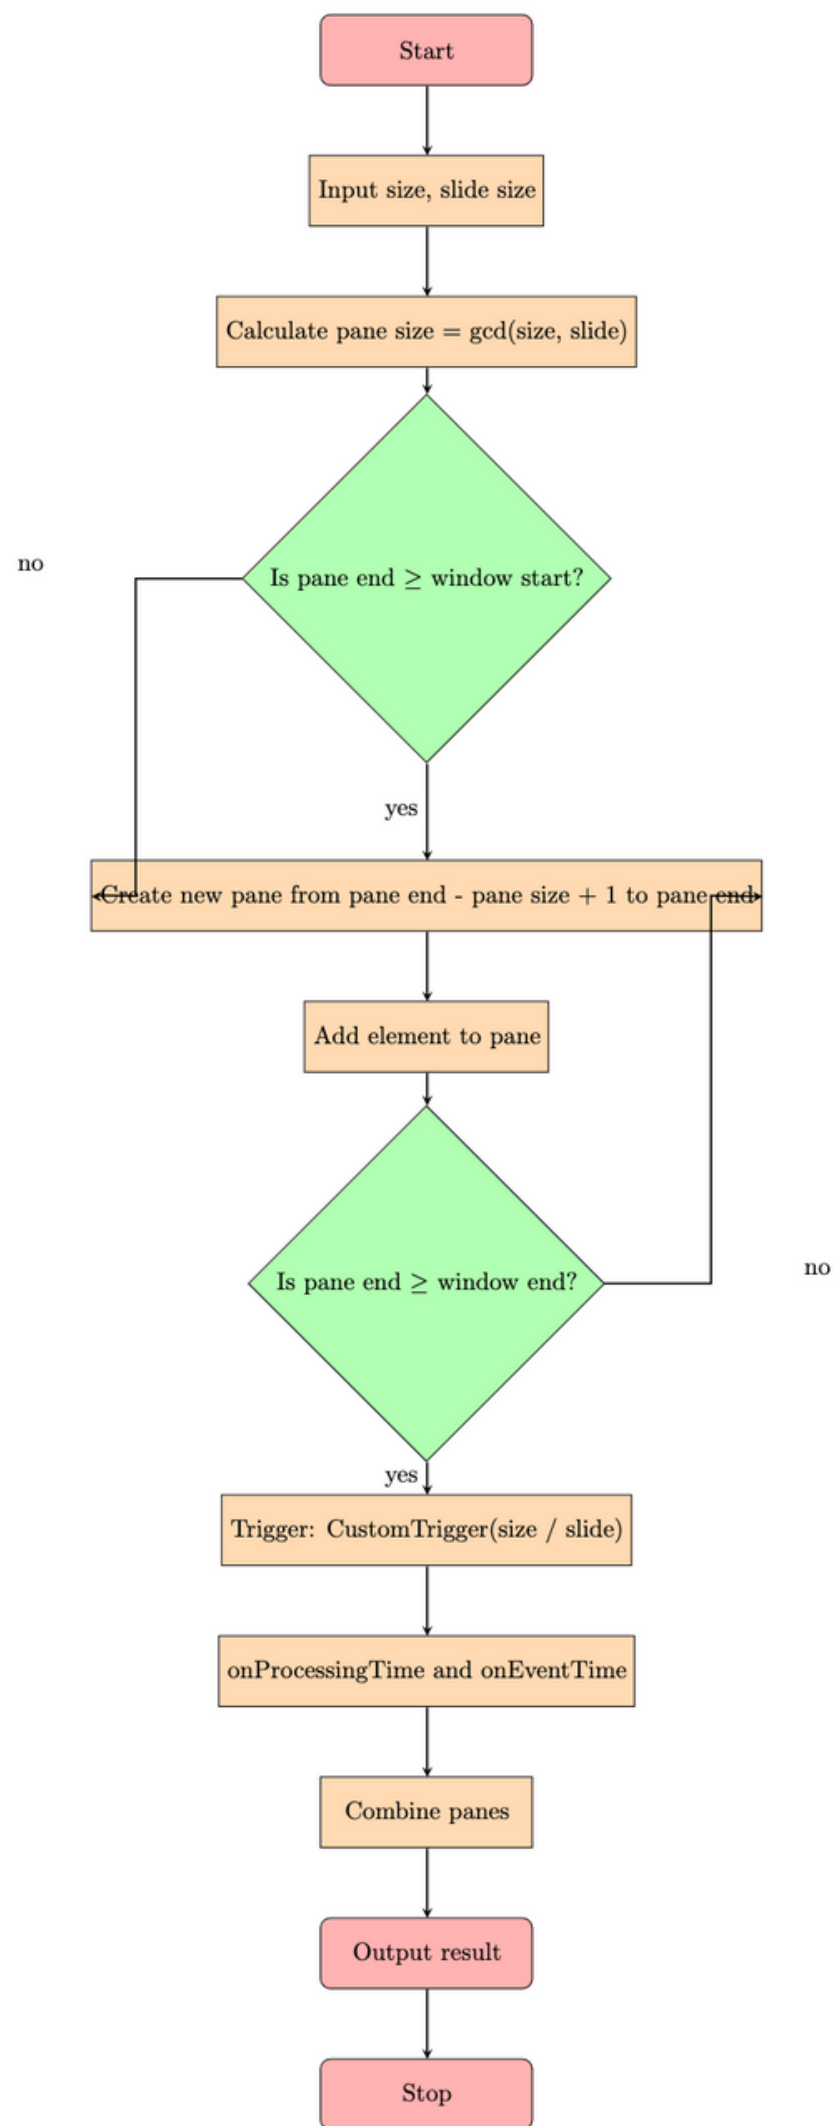 Start
Input size, slide size
Calculate pane size = gcd(size, slide)
no
Is pane end ≥ window start?
yes
Create new pane from pane end - pane size + 1 to pane end
Add element to pane
no
Is pane end ≥ window end?
yes
Trigger: CustomTrigger(size / slide)
onProcessingTime and onEventTime
Combine panes
Output result
Stop